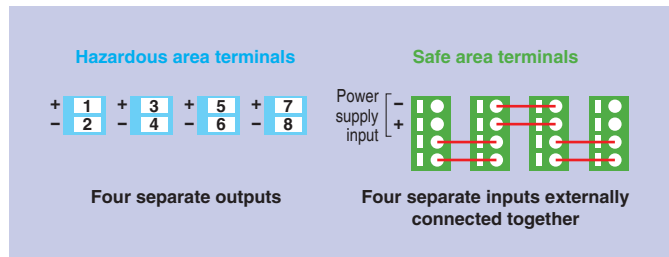 Hazardous area terminals
+ 1 + 3 + 5 + 7
− 2 − 4 − 6 − 8
Four separate outputs
Safe area terminals
Power −
supply +
input
Four separate inputs externally
connected together